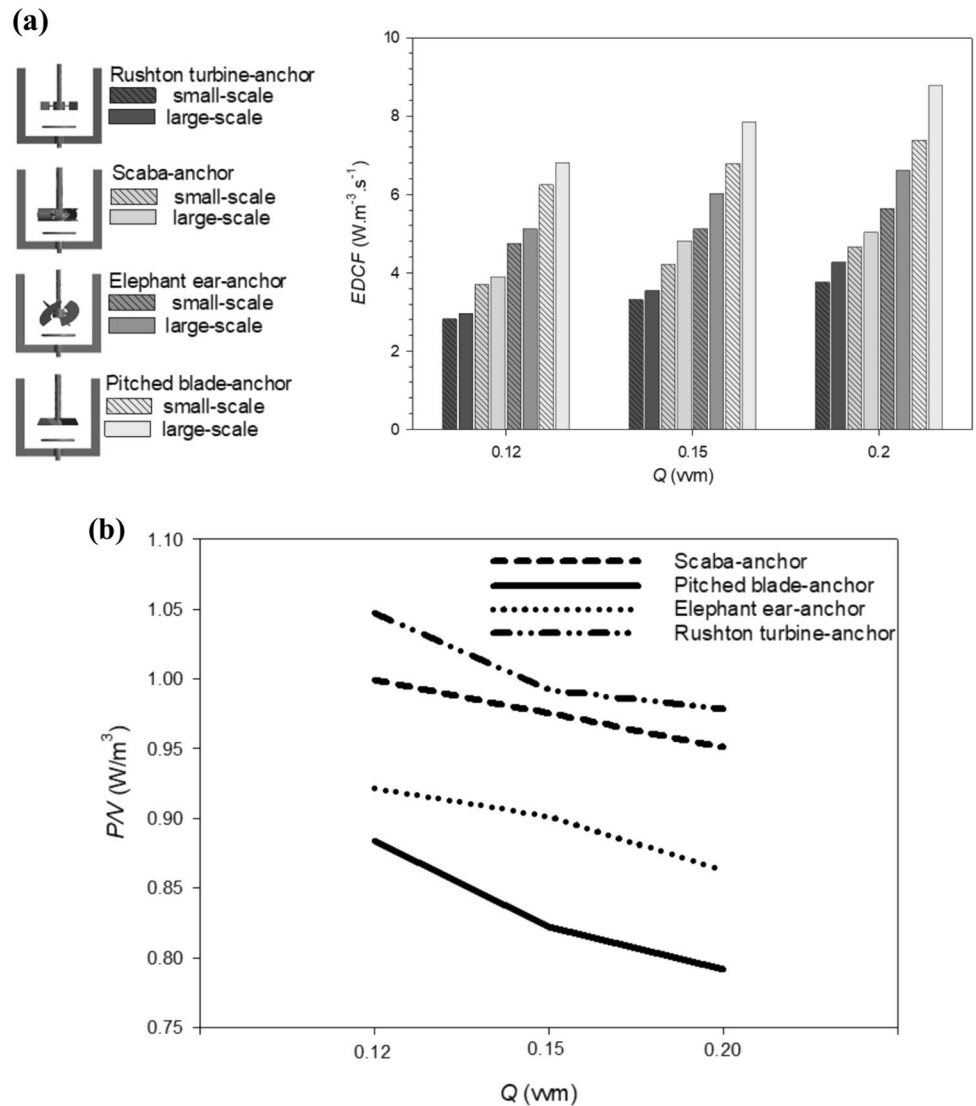 (a)
Rushton turbine-anchor
small-scale
large-scale
Scaba-anchor
small-scale
large-scale
Elephant ear-anchor
small-scale
large-scale
Pitched blade-anchor
small-scale
large-scale
EDCF (W.m⁻³.s⁻¹)
10
8
6
4
2
0
0.12 0.15 0.2
Q (vvm)
(b)
Scaba-anchor
Pitched blade-anchor
Elephant ear-anchor
Rushton turbine-anchor
P/V (W/m³)
1.10
1.05
1.00
0.95
0.90
0.85
0.80
0.75
0.12 0.15 0.20
Q (vvm)